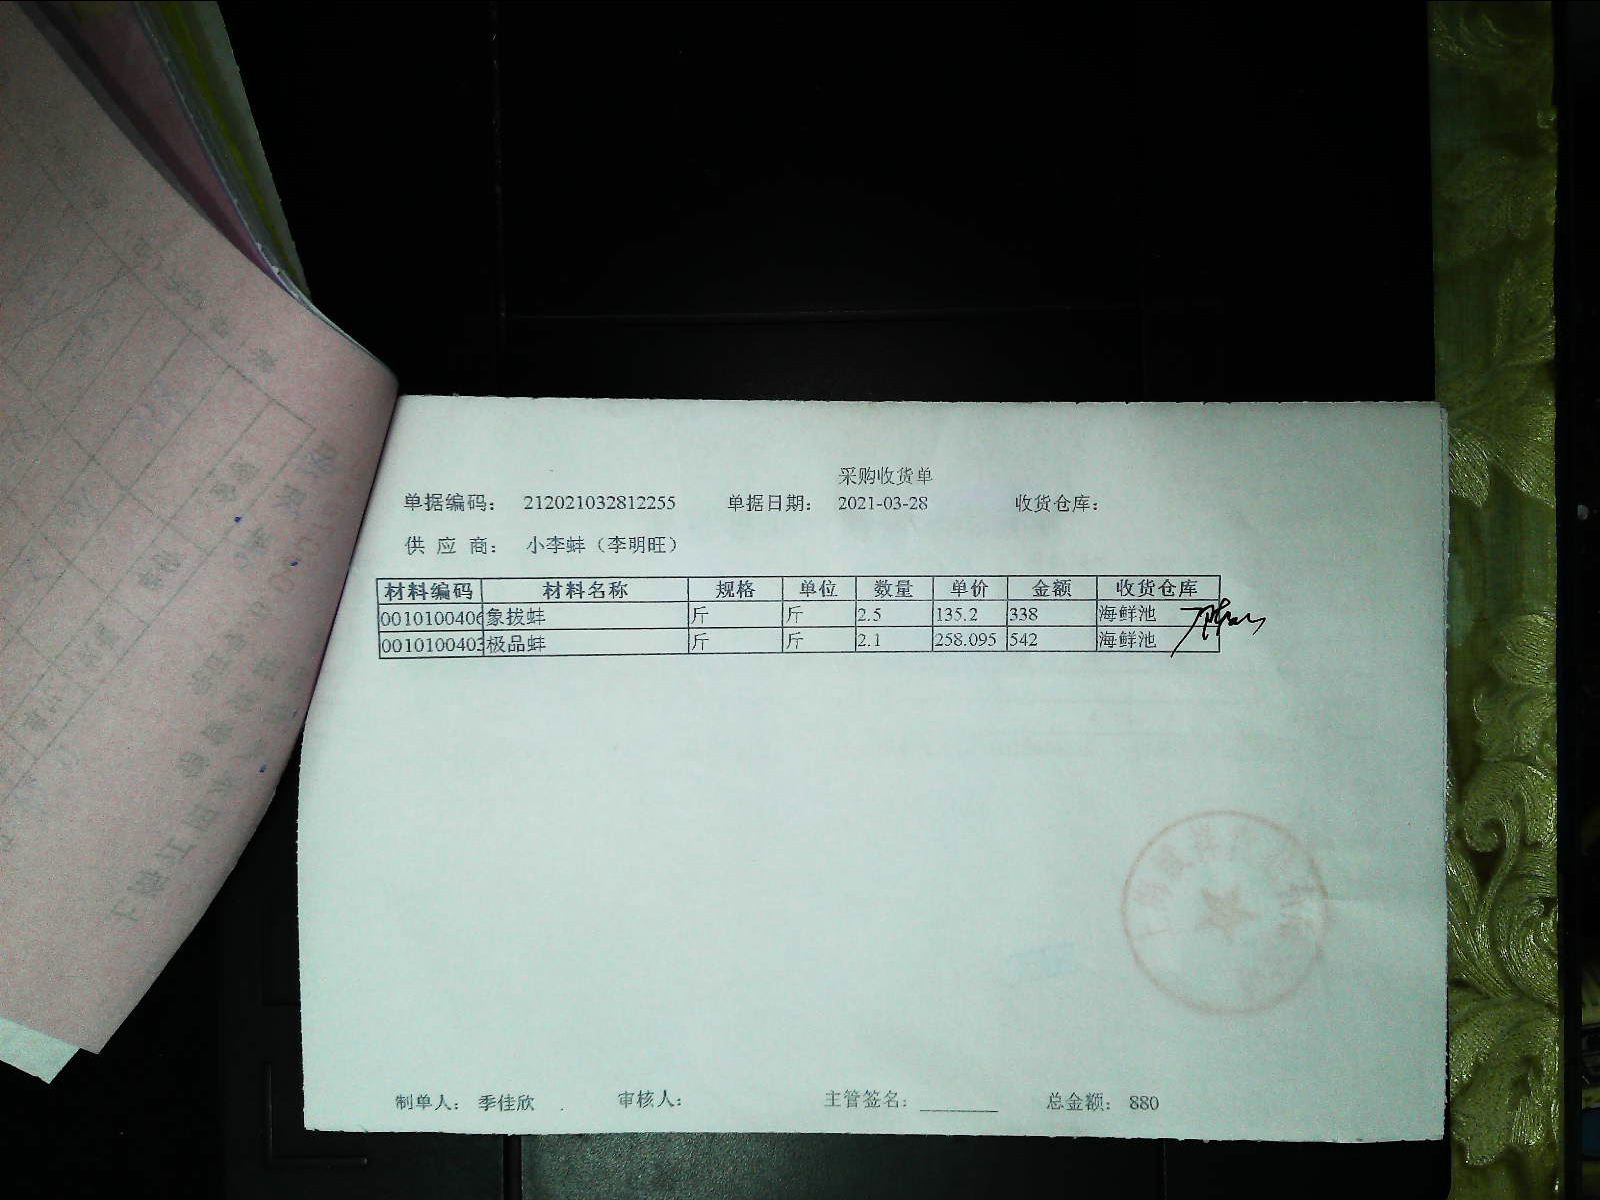 采购收货单
单据编码： 212021032812255 单据日期： 2021-03-28 收货仓库：
供 应 商： 小李蚌（李明旺）
材料编码 材料名称 规格 单位 数量 单价 金额 收货仓库
0010100406 象拔蚌 斤 斤 2.5 135.2 338 海鲜池
0010100403 极品蚌 斤 斤 2.1 258.095 542 海鲜池
制单人： 季佳欣 审核人： 主管签名： 总金额： 880